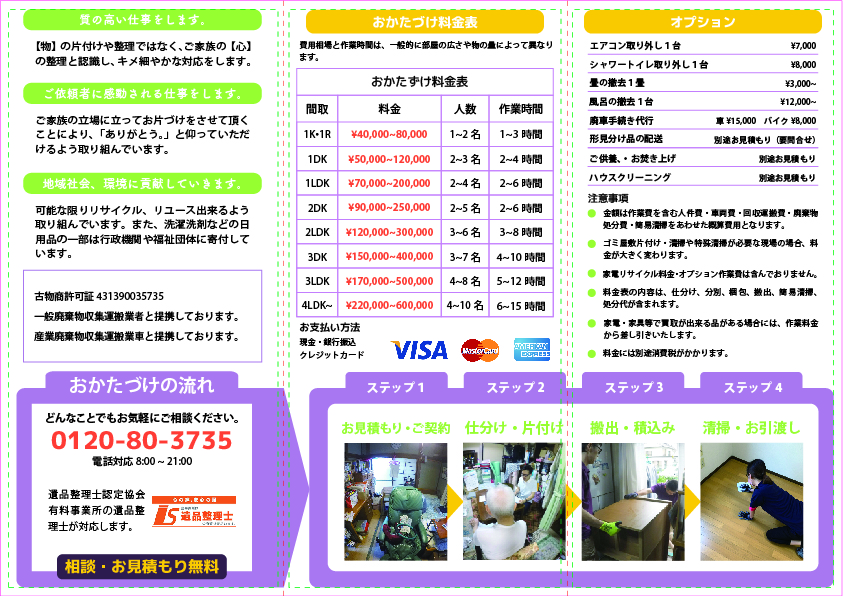 質の高い仕事をします。
【物】の片付けや整理ではなく、ご家族の【心】
の整理と認識し、キメ細やかな対応をします。
ご依頼者に感動される仕事をします。
ご家族の立場に立ってお片づけをさせて頂く
ことにより、「ありがとう。」と仰っていただ
けるよう取り組んでいます。
地域社会、環境に貢献していきます。
可能な限りリサイクル、リユース出来るよう
取り組んでいます。また、洗濯洗剤などの日
用品の一部は行政機関や福祉団体に寄付して
います。
古物商許可証 431390035735
一般廃棄物収集運搬業者と提携しております。
産業廃棄物収集運搬業車と提携しております。
おかたづけ料金表
費用相場と作業時間は、一般的に部屋の広さや物の量によって異なり
ます。
おかたずけ料金表
間取 料金 人数 作業時間
1K・1R ¥40,000~80,000 1~2 名 1~3 時間
1DK ¥50,000~120,000 2~3 名 2~4 時間
1LDK ¥70,000~200,000 2~4 名 2~6 時間
2DK ¥90,000~250,000 2~5 名 2~6 時間
2LDK ¥120,000~300,000 3~6 名 3~8 時間
3DK ¥150,000~400,000 3~7 名 4~10 時間
3LDK ¥170,000~500,000 4~8 名 5~12 時間
4LDK~ ¥220,000~600,000 4~10 名 6~15 時間
お支払い方法
現金・銀行振込
クレジットカード
VISA MasterCard AMERICAN EXPRESS
オプション
エアコン取り外し1台 ¥7,000
シャワートイレ取り外し1台 ¥8,000
畳の撤去1畳 ¥3,000~
風呂の撤去1台 ¥12,000~
廃車手続き代行 車 ¥15,000 バイク ¥8,000
形見分け品の配送 別途お見積もり(要問合せ)
ご供養、・お焚き上げ 別途お見積もり
ハウスクリーニング 別途お見積もり
注意事項
金額は作業費を含む人件費・車両費・回収運搬費・廃棄物
処分費・簡易清掃をあわせた概算費用となります。
ゴミ屋敷片付け・清掃や特殊清掃が必要な現場の場合、料
金が大きく変わります。
家電リサイクル料金・オプション作業費は含んでおりません。
料金表の内容は、仕分け、分別、梱包、搬出、簡易清掃、
処分代が含まれます。
家電・家具等で買取が出来る品がある場合には、作業料金
から差し引きいたします。
料金には別途消費税がかかります。
おかたづけの流れ
どんなことでもお気軽にご相談ください。
0120-80-3735
電話対応 8:00 ~ 21:00
遺品整理士認定協会
有料事業所の遺品整
理士が対応します。
遺品整理士
相談・お見積もり無料
ステップ1
お見積もり・ご契約
ステップ2
仕分け・片付け
ステップ3
搬出・積込み
ステップ4
清掃・お引渡し